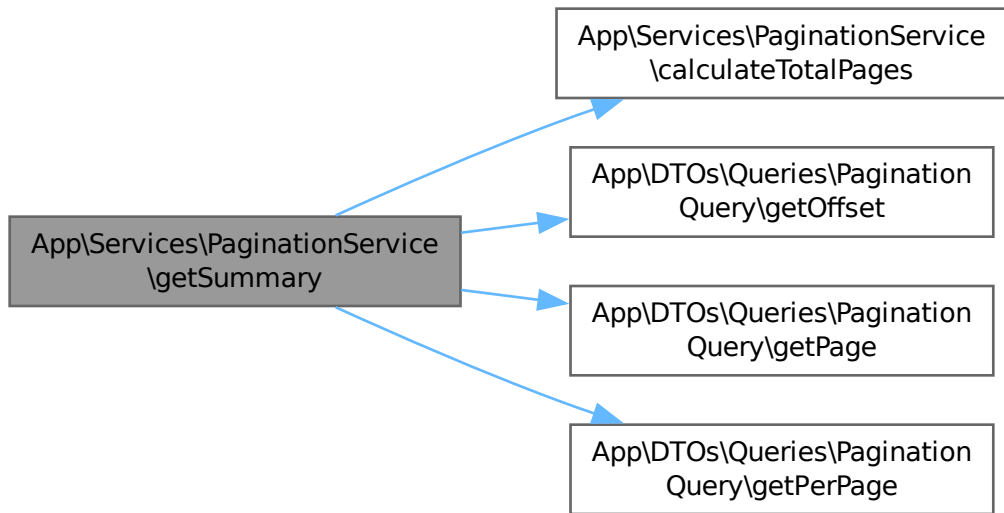 App\Services\PaginationService
\calculateTotalPages
App\DTOs\Queries\Pagination
Query\getOffset
App\Services\PaginationService
\getSummary
App\DTOs\Queries\Pagination
Query\getPage
App\DTOs\Queries\Pagination
Query\getPerPage